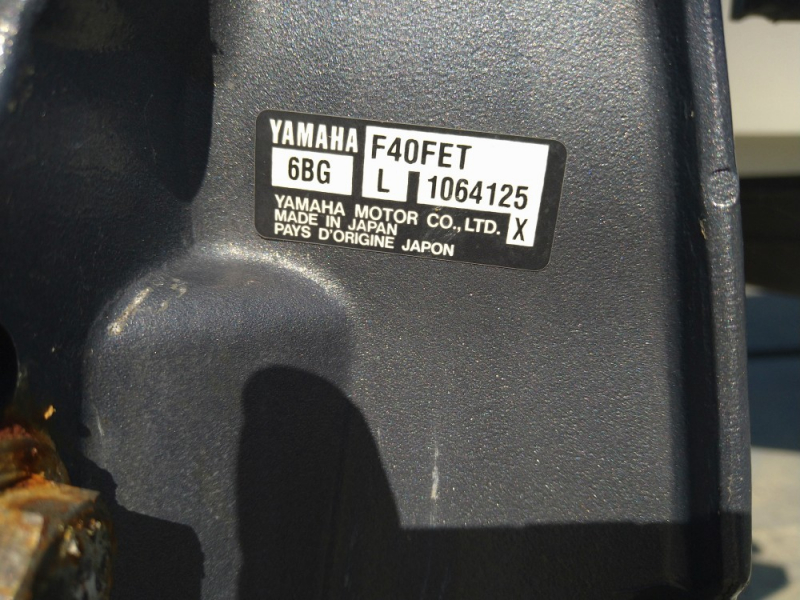 YAMAHA F40FET
6BG L 1064125
YAMAHA MOTOR CO.,LTD. X
MADE IN JAPAN
PAYS D'ORIGINE JAPON